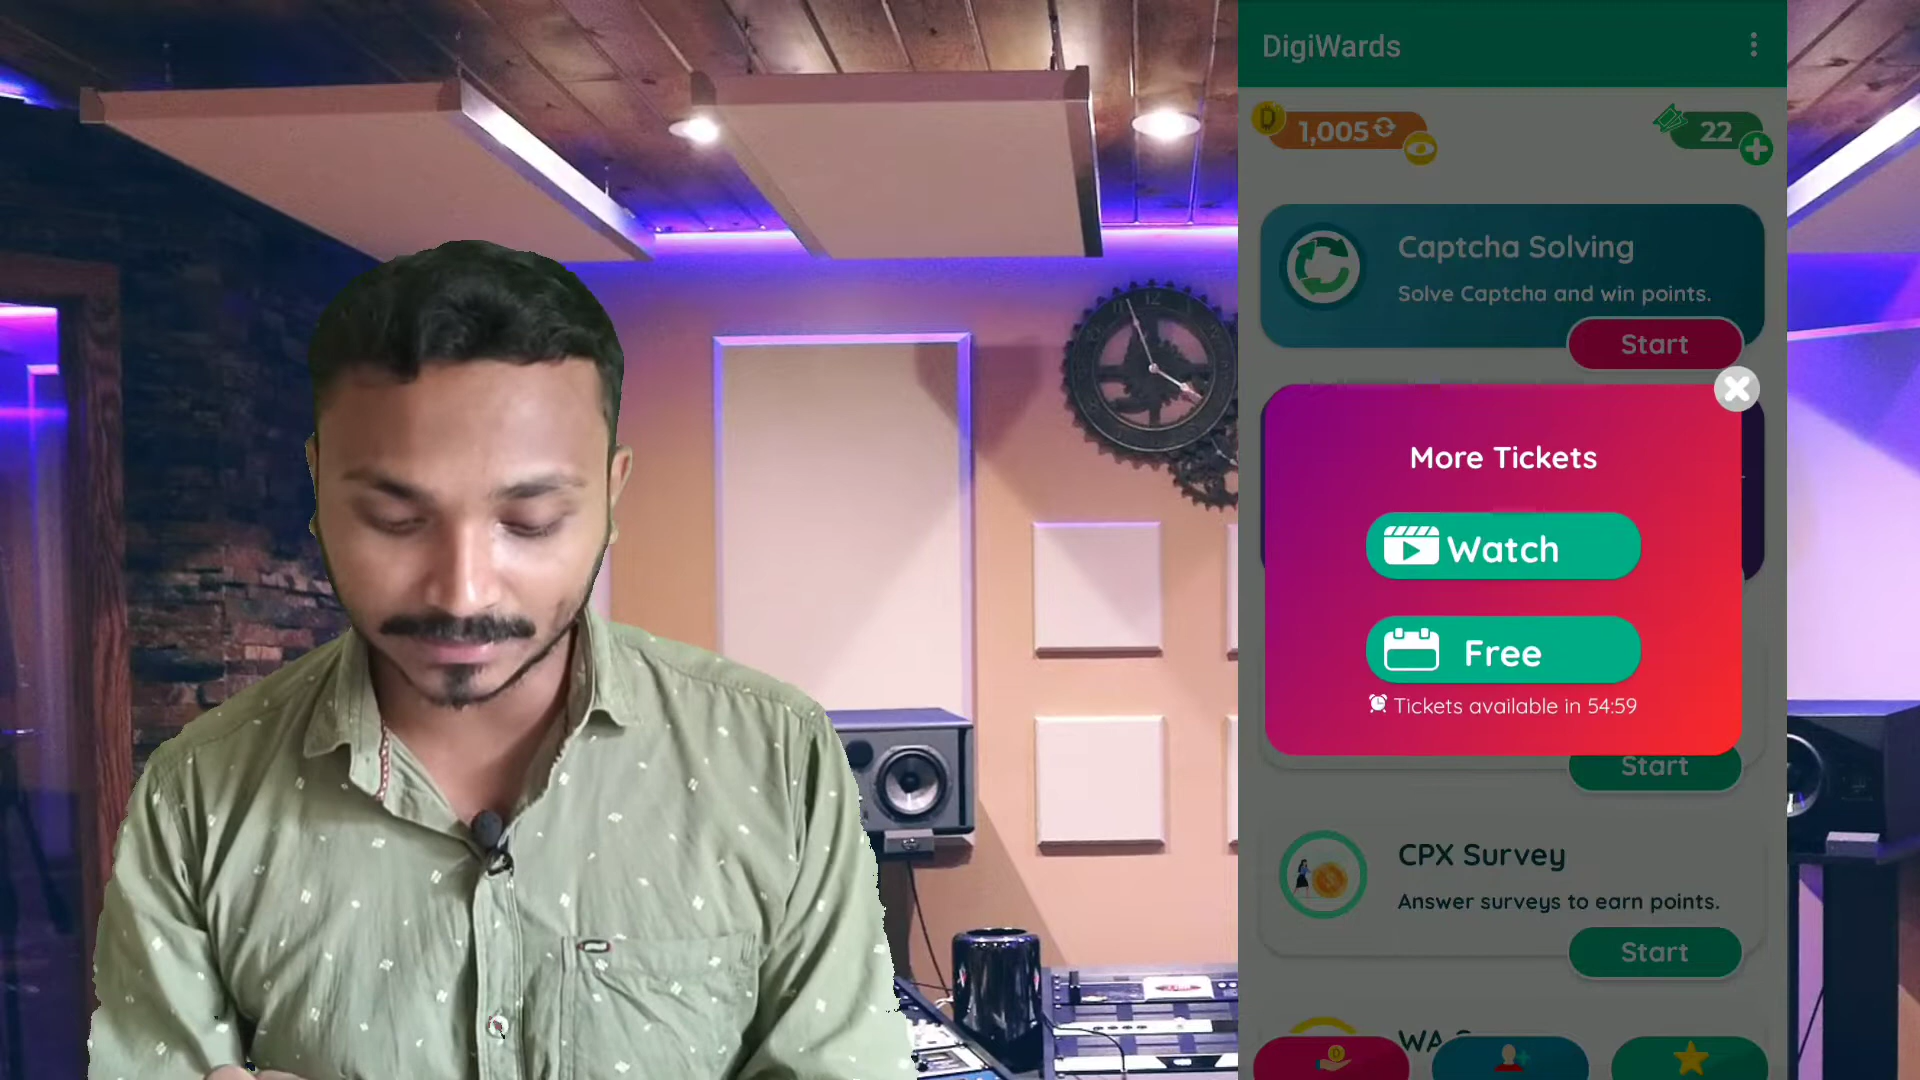 DigiWards
1,005
22
Captcha Solving
Solve Captcha and win points.
Start
More Tickets
Watch
Free
Tickets available in 54:59
Start
CPX Survey
Answer surveys to earn points.
Start